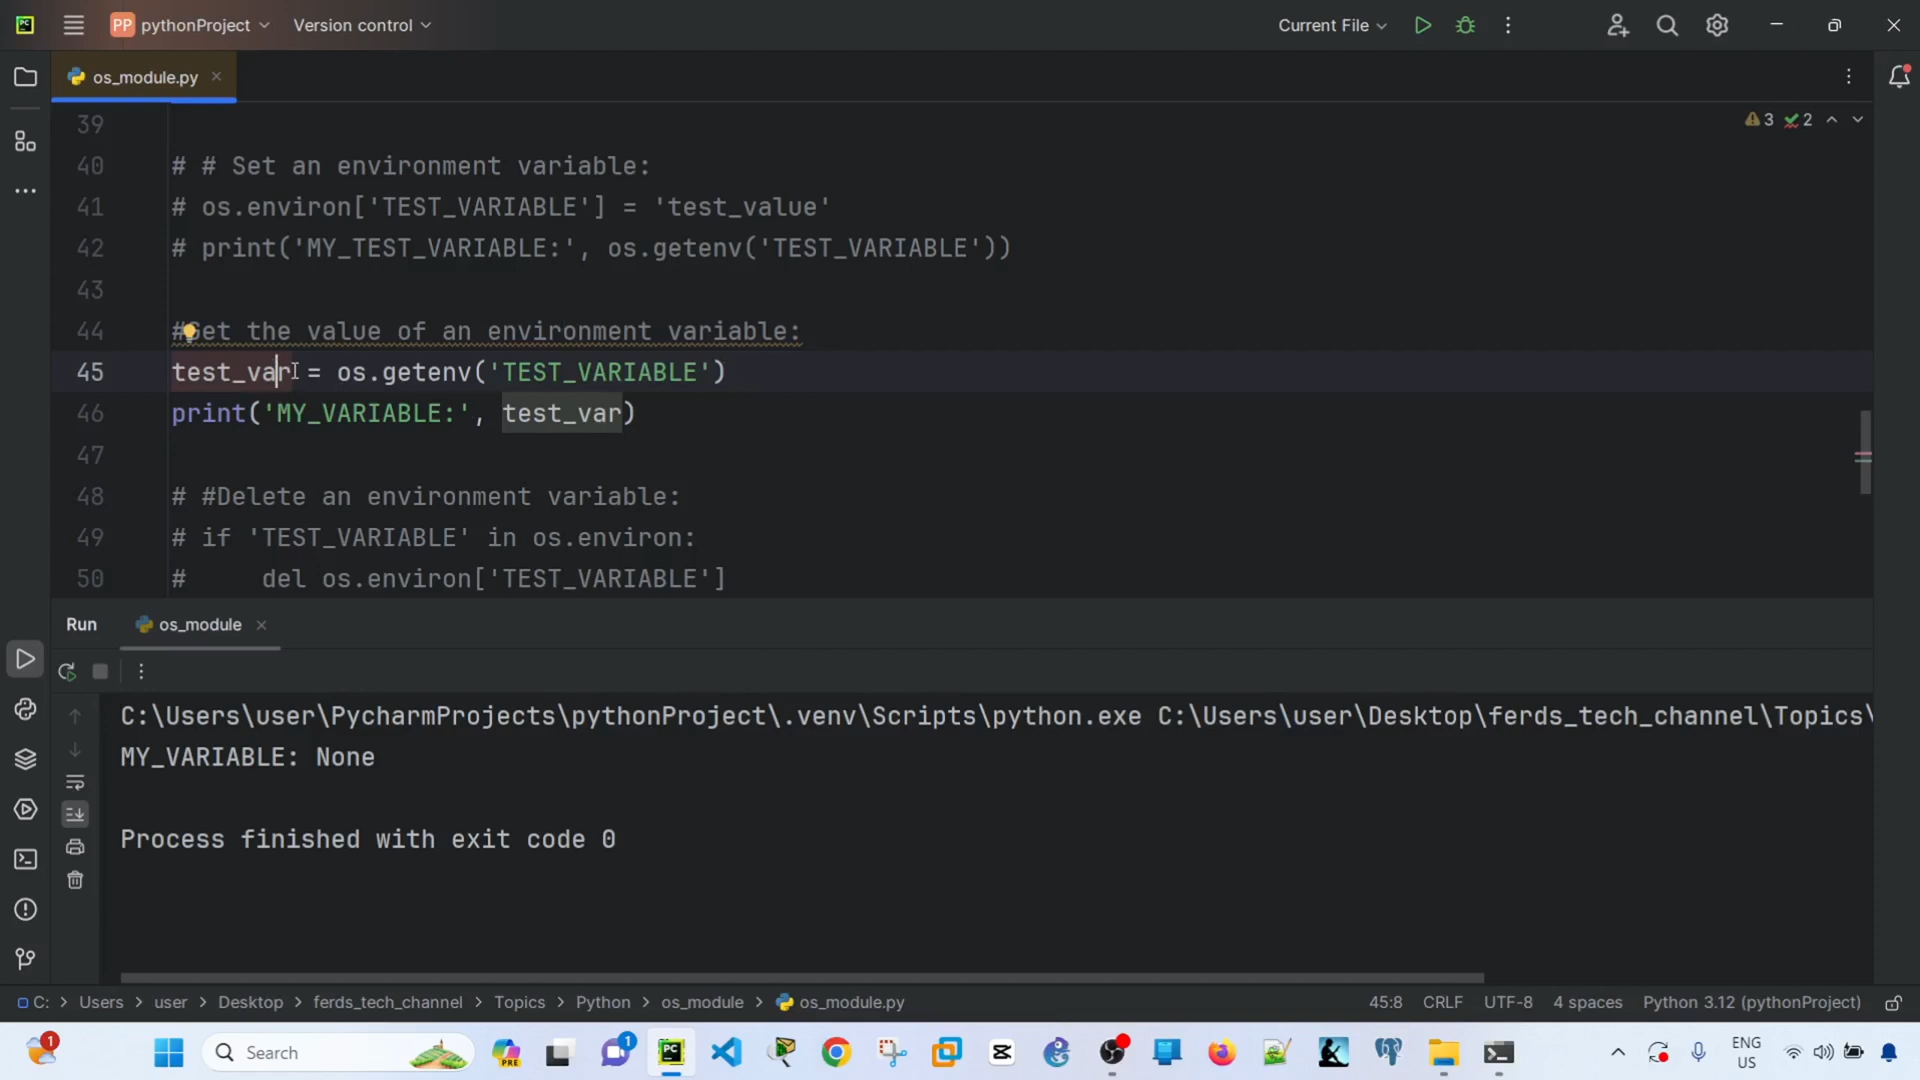 PP pythonProject Version control Current File
os_module.py
39
3 2
40 # # Set an environment variable:
41 # os.environ['TEST_VARIABLE'] = 'test_value'
42 # print('MY_TEST_VARIABLE:', os.getenv('TEST_VARIABLE'))
43
44 #Get the value of an environment variable:
45 test_var = os.getenv('TEST_VARIABLE')
46 print('MY_VARIABLE:', test_var)
47
48 # #Delete an environment variable:
49 # if 'TEST_VARIABLE' in os.environ:
50 #     del os.environ['TEST_VARIABLE']
Run os_module
C:\Users\user\PycharmProjects\pythonProject\.venv\Scripts\python.exe C:\Users\user\Desktop\ferds_tech_channel\Topics\
MY_VARIABLE: None
Process finished with exit code 0
C: > Users > user > Desktop > ferds_tech_channel > Topics > Python > os_module > os_module.py 45:8 CRLF UTF-8 4 spaces Python 3.12 (pythonProject)
1 Search PRE 1 PC ENG
US